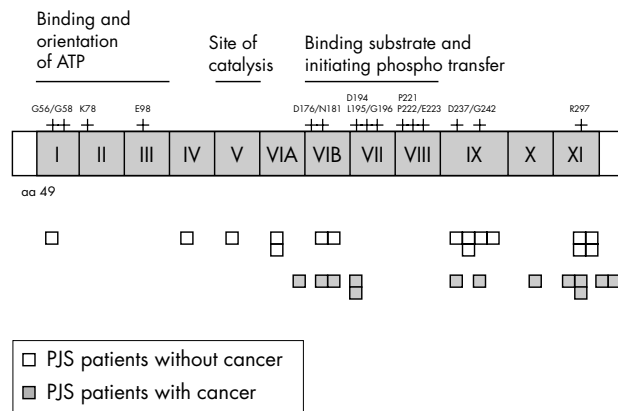 Binding and
orientation
of ATP
Site of
catalysis
Binding substrate and
initiating phospho transfer
G56/G58
K78
E98
D176/N181
D194
L195/G196
P221
P222/E223
D237/G242
R297
I
II
III
IV
V
VIA
VIB
VII
VIII
IX
X
XI
aa 49
PJS patients without cancer
PJS patients with cancer